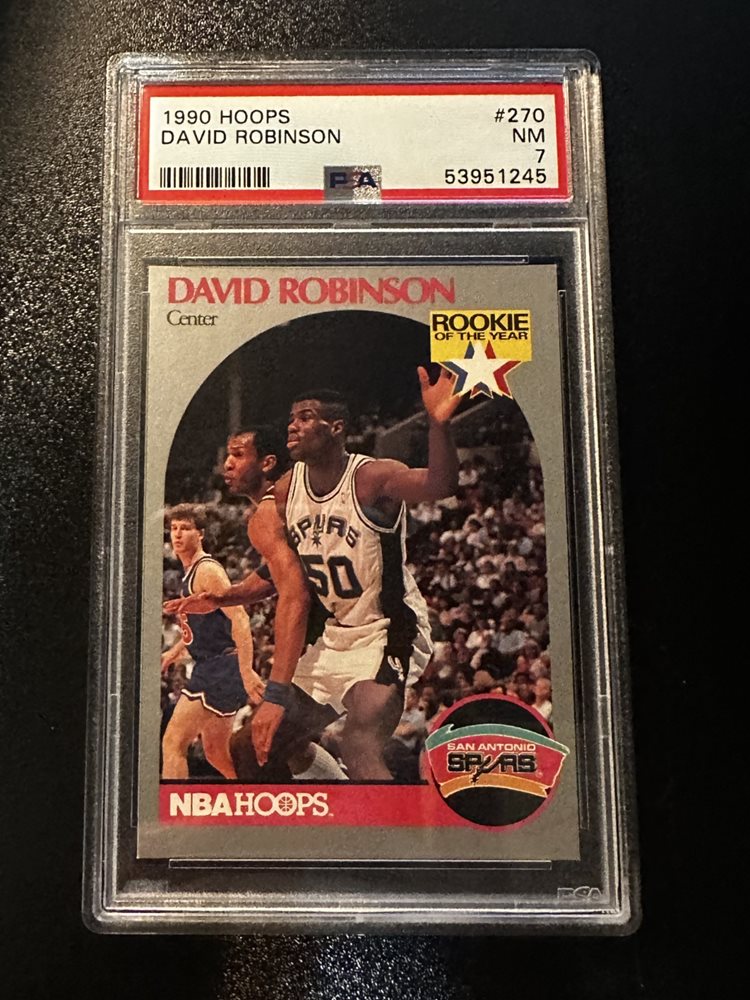 1990 HOOPS #270
DAVID ROBINSON NM
7
PSA 53951245
DAVID ROBINSON
Center
ROOKIE
OF THE YEAR
SPURS
50
SAN ANTONIO
SPURS
NBA HOOPS
PSA